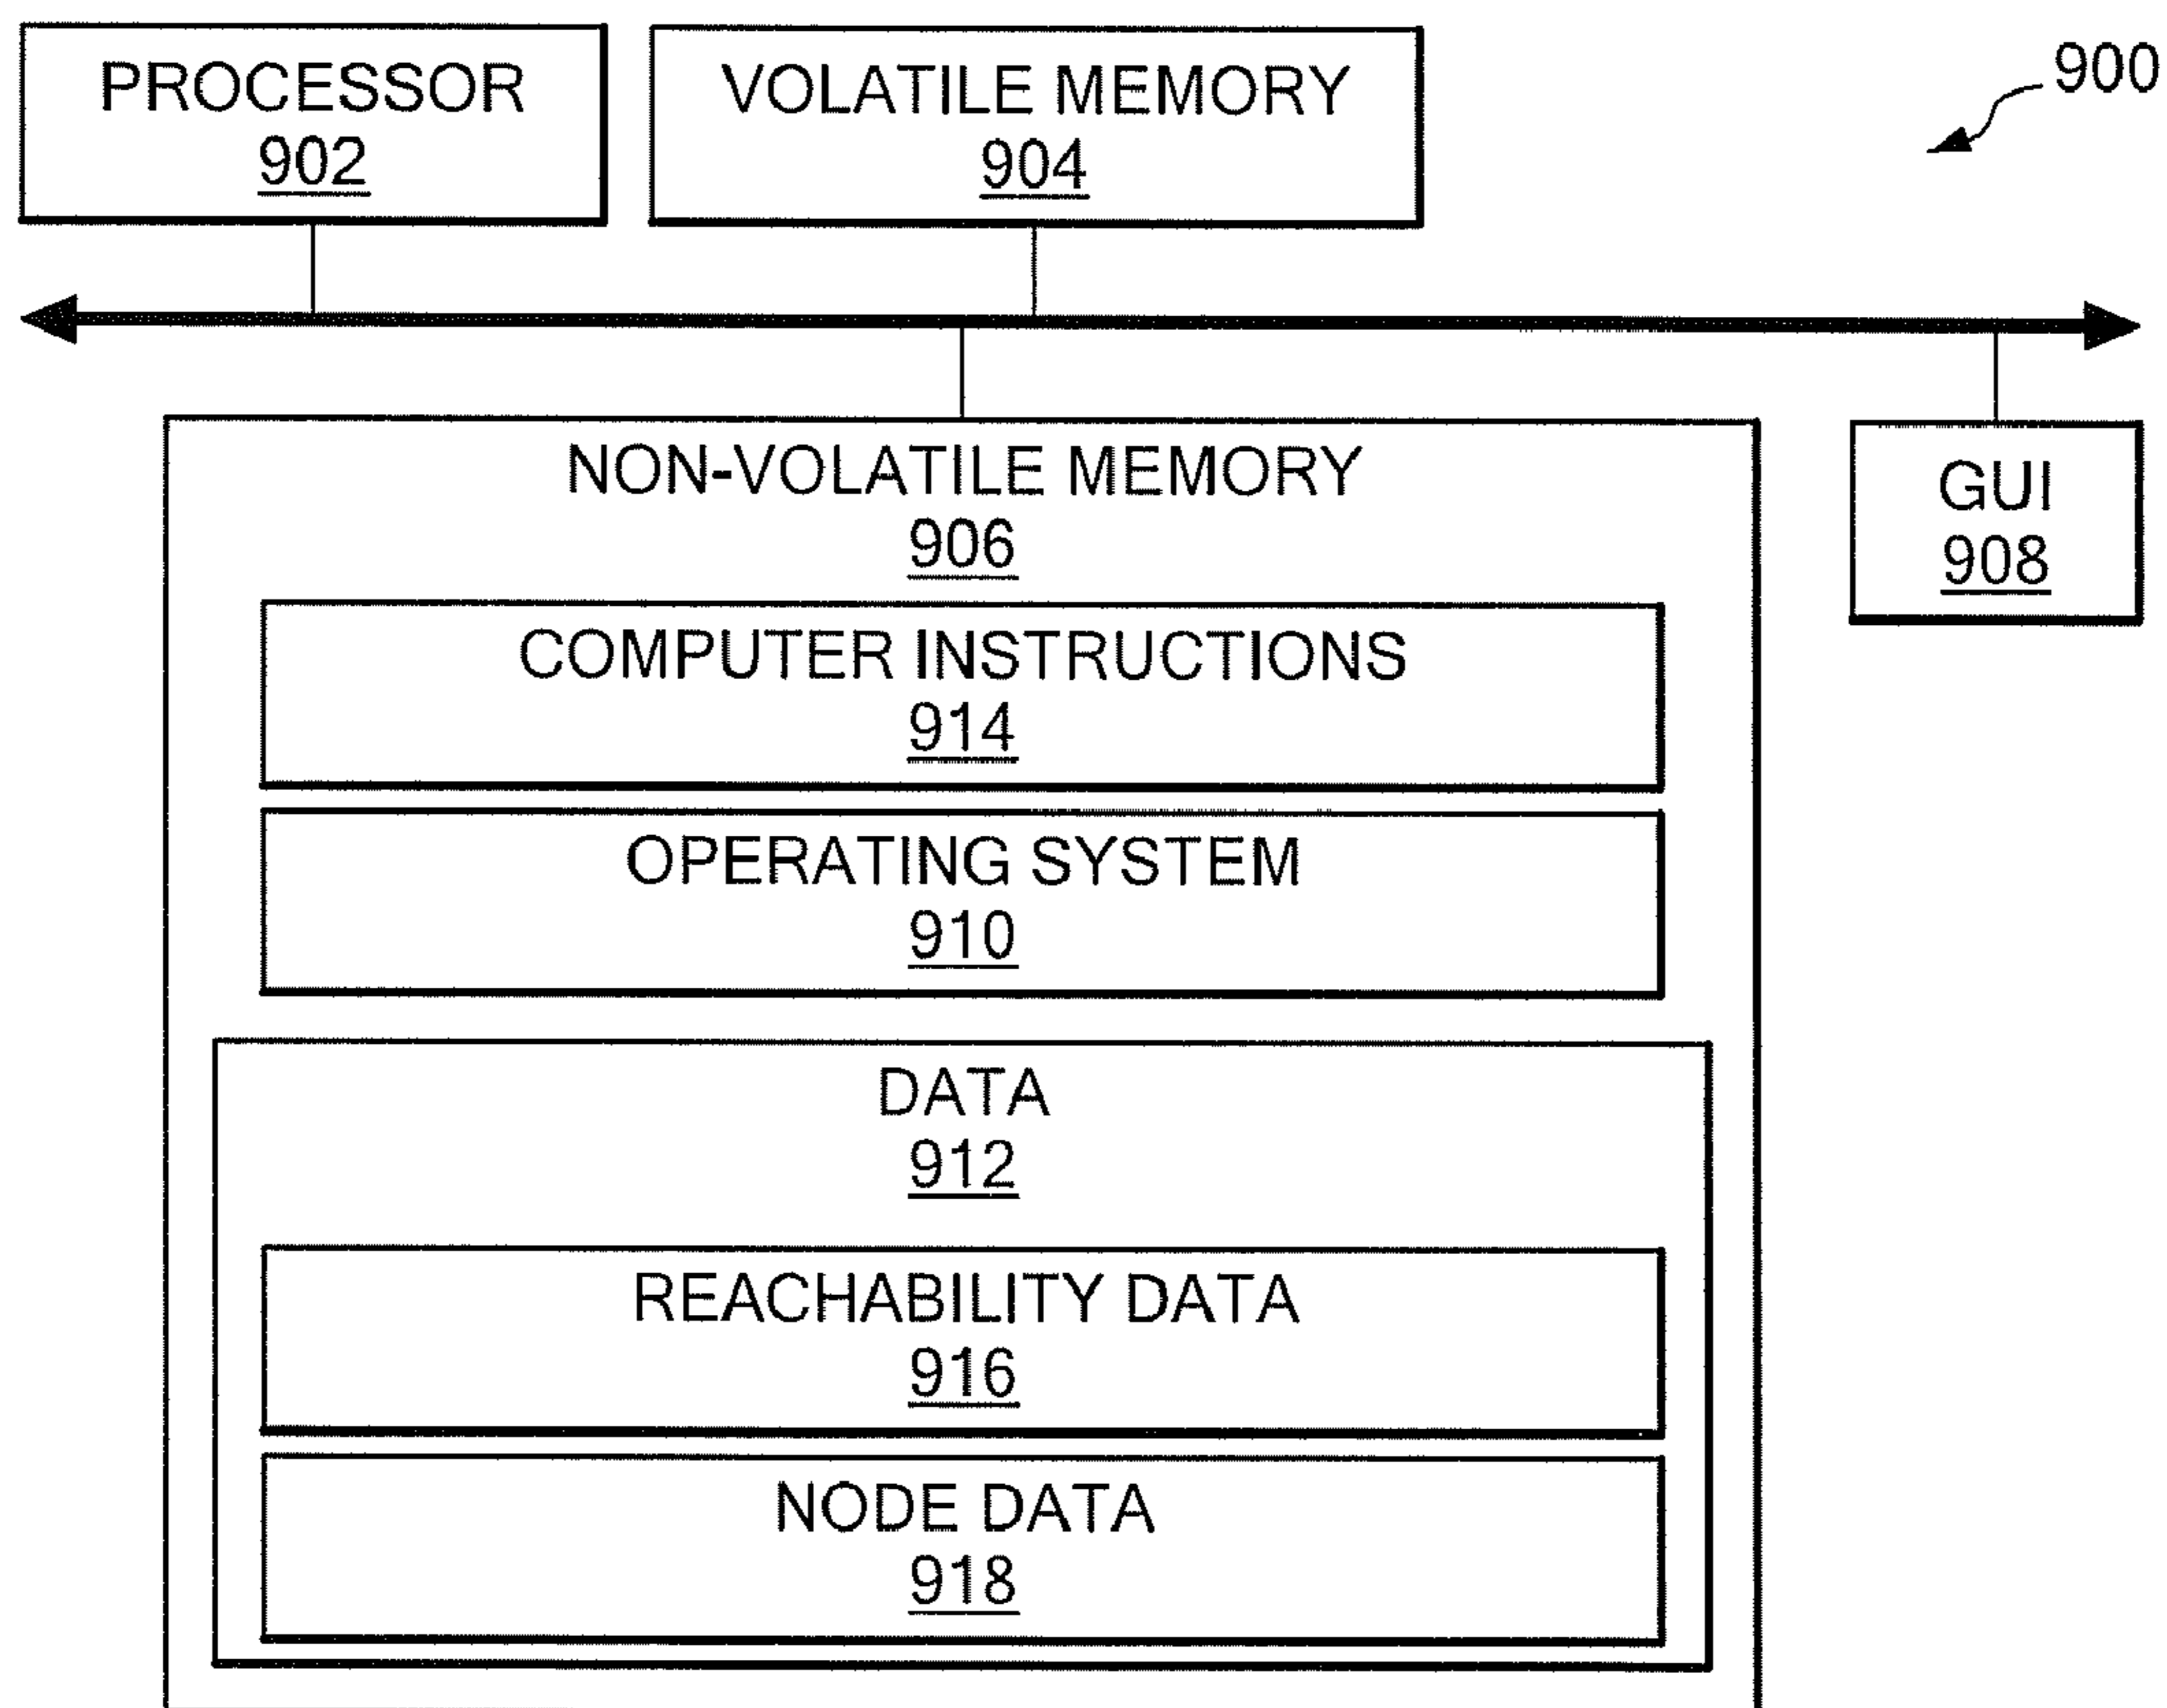 PROCESSOR
902
VOLATILE MEMORY
904
900
NON-VOLATILE MEMORY
906
GUI
908
COMPUTER INSTRUCTIONS
914
OPERATING SYSTEM
910
DATA
912
REACHABILITY DATA
916
NODE DATA
918